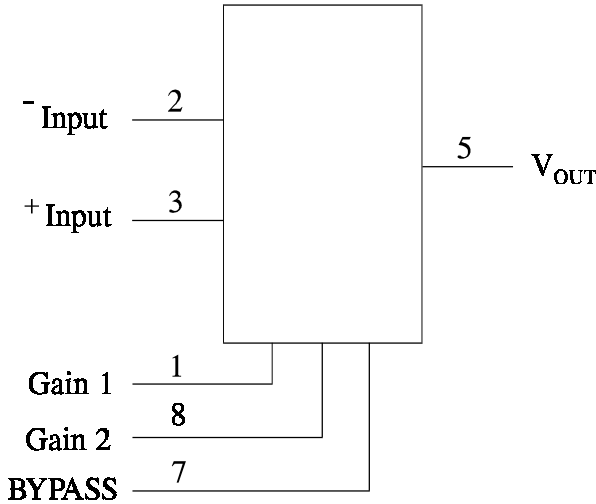 - Input 2
5 V_OUT
+ Input 3
Gain 1 1
Gain 2 8
BYPASS 7